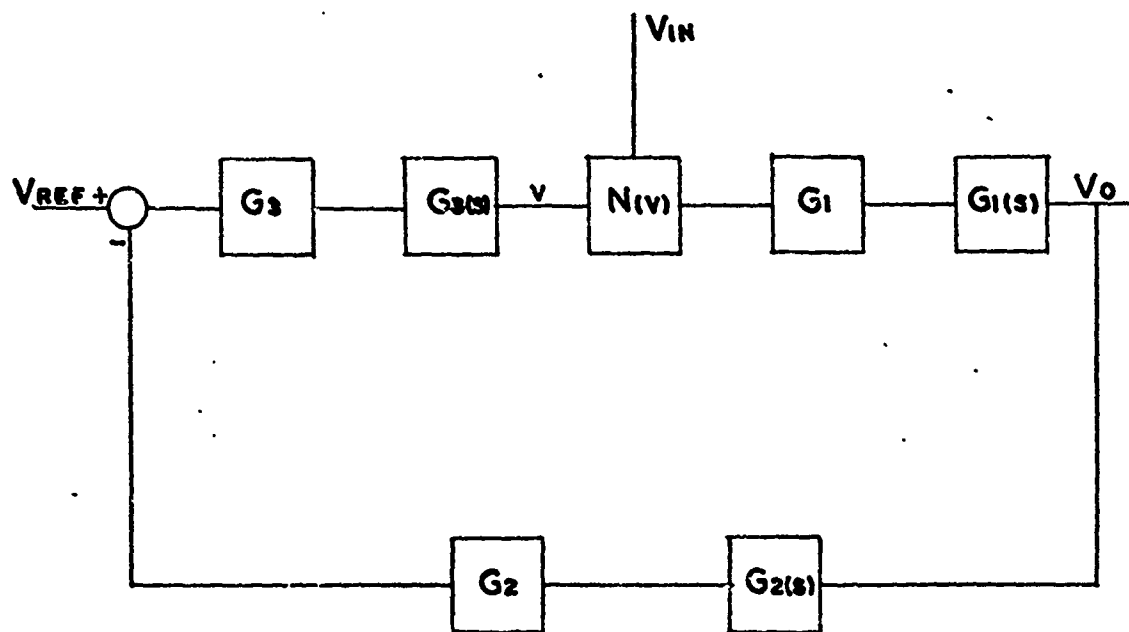 VIN
VREF +
G3
G3(S)
V
N(V)
G1
G1(S)
VO
-
G2
G2(S)